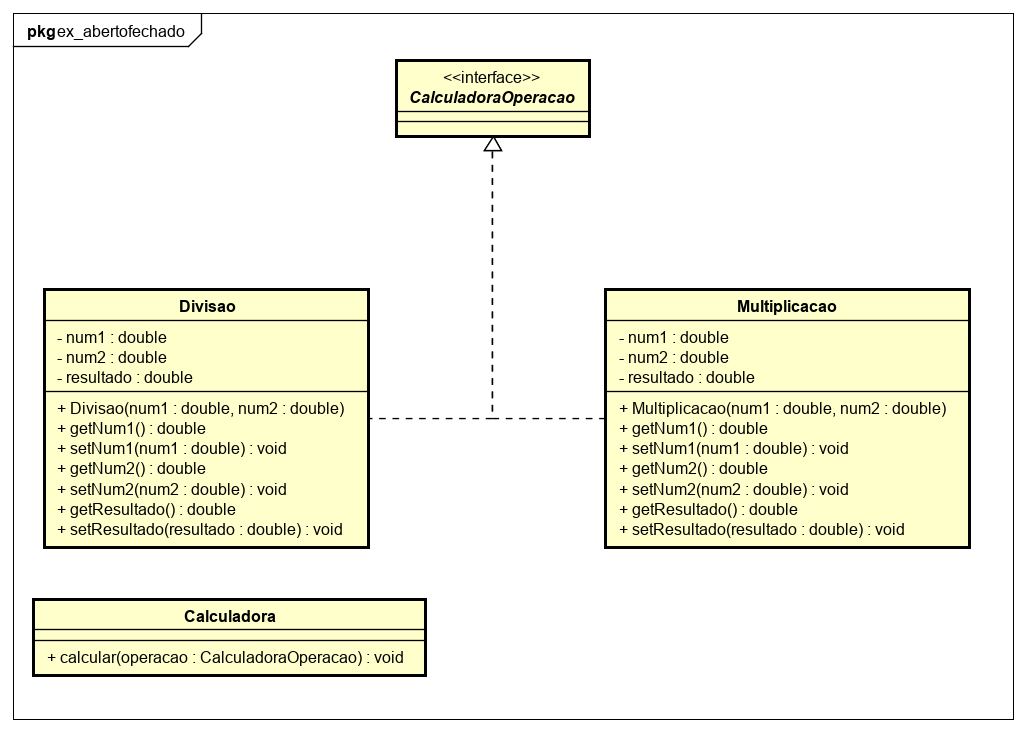 pkg ex_abertofechado
<<interface>>
CalculadoraOperacao
Divisao
- num1 : double
- num2 : double
- resultado : double
+ Divisao(num1 : double, num2 : double)
+ getNum1() : double
+ setNum1(num1 : double) : void
+ getNum2() : double
+ setNum2(num2 : double) : void
+ getResultado() : double
+ setResultado(resultado : double) : void
Multiplicacao
- num1 : double
- num2 : double
- resultado : double
+ Multiplicacao(num1 : double, num2 : double)
+ getNum1() : double
+ setNum1(num1 : double) : void
+ getNum2() : double
+ setNum2(num2 : double) : void
+ getResultado() : double
+ setResultado(resultado : double) : void
Calculadora
+ calcular(operacao : CalculadoraOperacao) : void